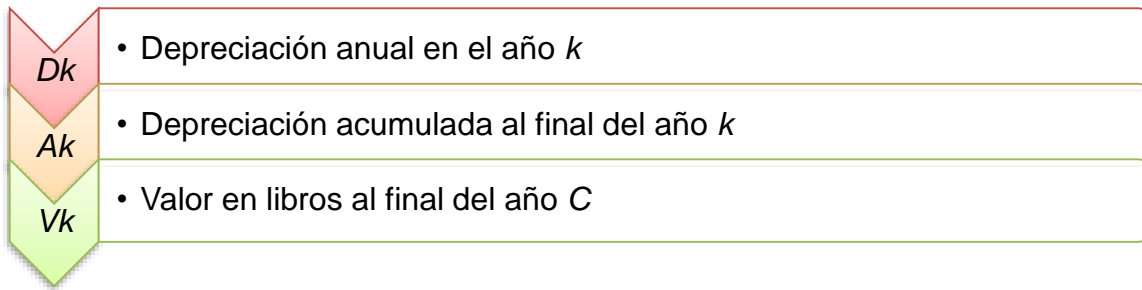 Dk
• Depreciación anual en el año k
Ak
• Depreciación acumulada al final del año k
Vk
• Valor en libros al final del año C